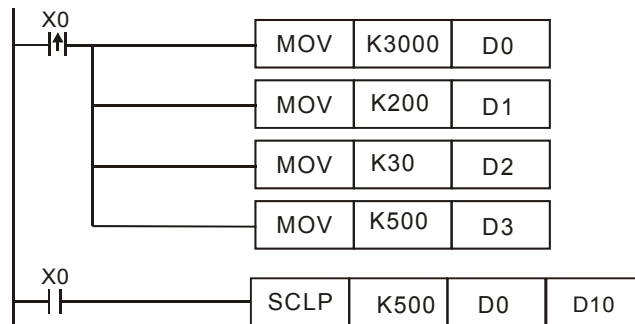 X0
MOV K3000 D0
MOV K200 D1
MOV K30 D2
MOV K500 D3
X0
SCLP K500 D0 D10